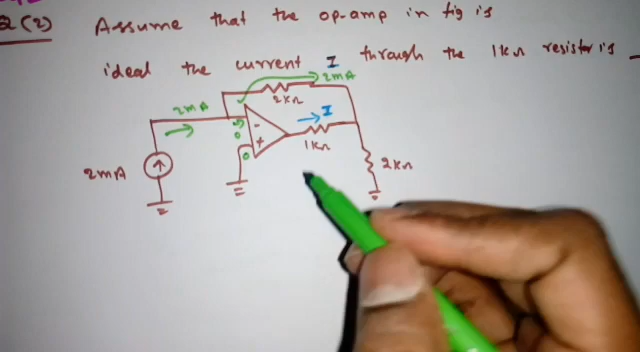 Q(2) Assume that the op-amp in fig is
ideal the current I through the 1kΩ resistor is _
2mA
2kΩ
2mA
I
- 0
+ 0
1kΩ
2mA
2kΩ